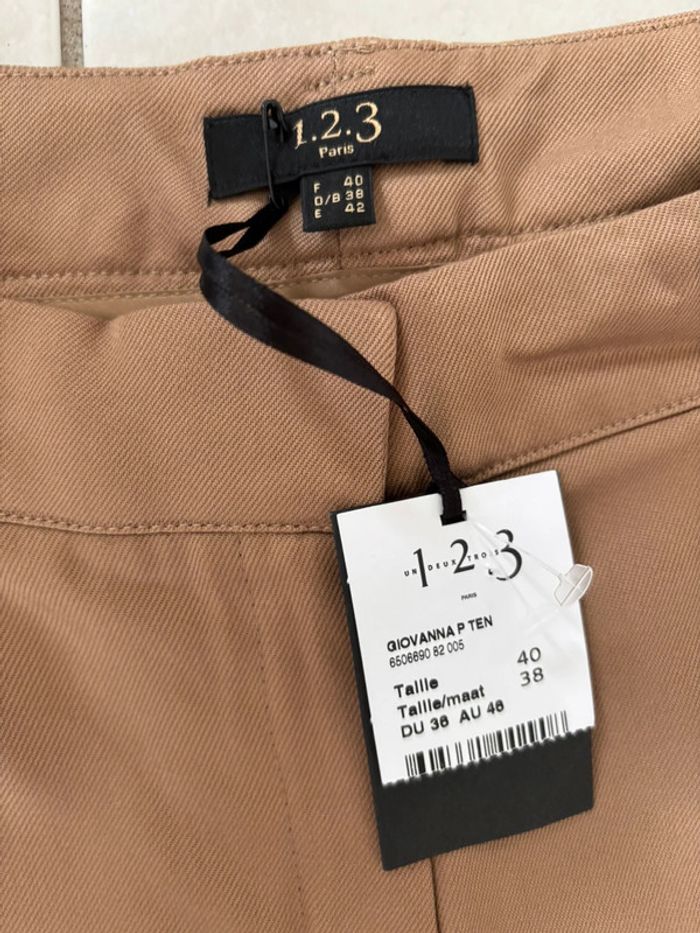 1.2.3
Paris
F 40
D/B 38
E 42
1.2.3
UN DEUX TROIS
PARIS
GIOVANNA P TEN
6506690 82 005
Taille 40
Taille/maat 38
DU 36 AU 46